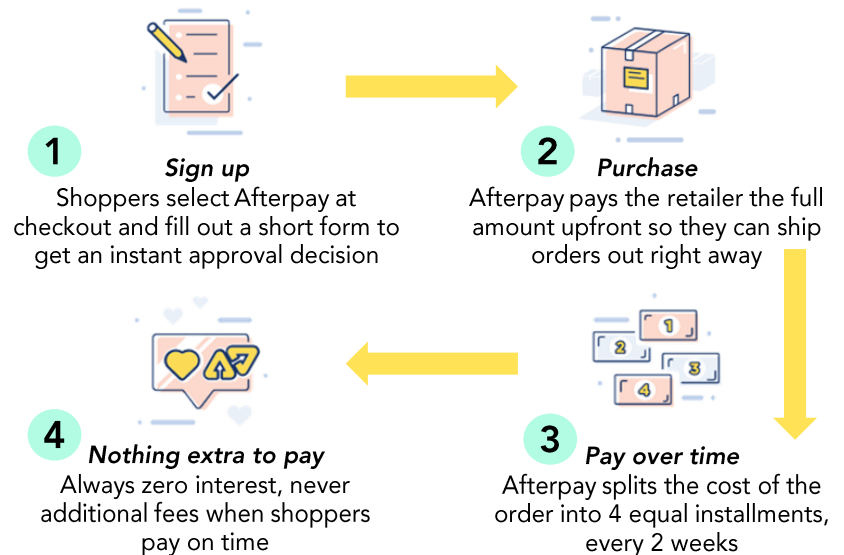 1
Sign up
Shoppers select Afterpay at
checkout and fill out a short form to
get an instant approval decision
2
Purchase
Afterpay pays the retailer the full
amount upfront so they can ship
orders out right away
1
2
3
4
3
Pay over time
Afterpay splits the cost of the
order into 4 equal installments,
every 2 weeks
4
Nothing extra to pay
Always zero interest, never
additional fees when shoppers
pay on time